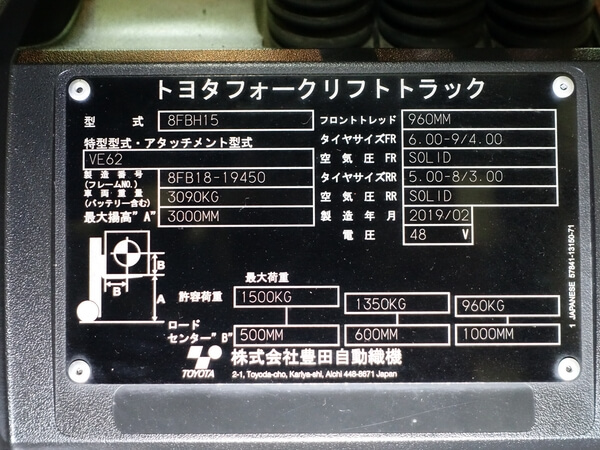 トヨタフォークリフトトラック
型式 8FBH15
フロントトレッド 960MM
特型型式・アタッチメント型式
タイヤサイズFR 6.00-9/4.00
VE62
空気圧 FR SOLID
製造番号 (フレームNO.) 8FB18-19450
タイヤサイズRR 5.00-8/3.00
車両重量 (バッテリー含む) 3090KG
空気圧 RR SOLID
最大揚高"A" 3000MM
製造年月 2019/02
電圧 48 V
B
B
A
最大荷重
許容荷重 1500KG 1350KG 960KG
ロード
センター"B" 500MM 600MM 1000MM
TOYOTA
株式会社豊田自動織機
2-1, Toyoda-cho, Kariya-shi, Aichi 448-8671 Japan
1 JAPANESE 57841-13150-71